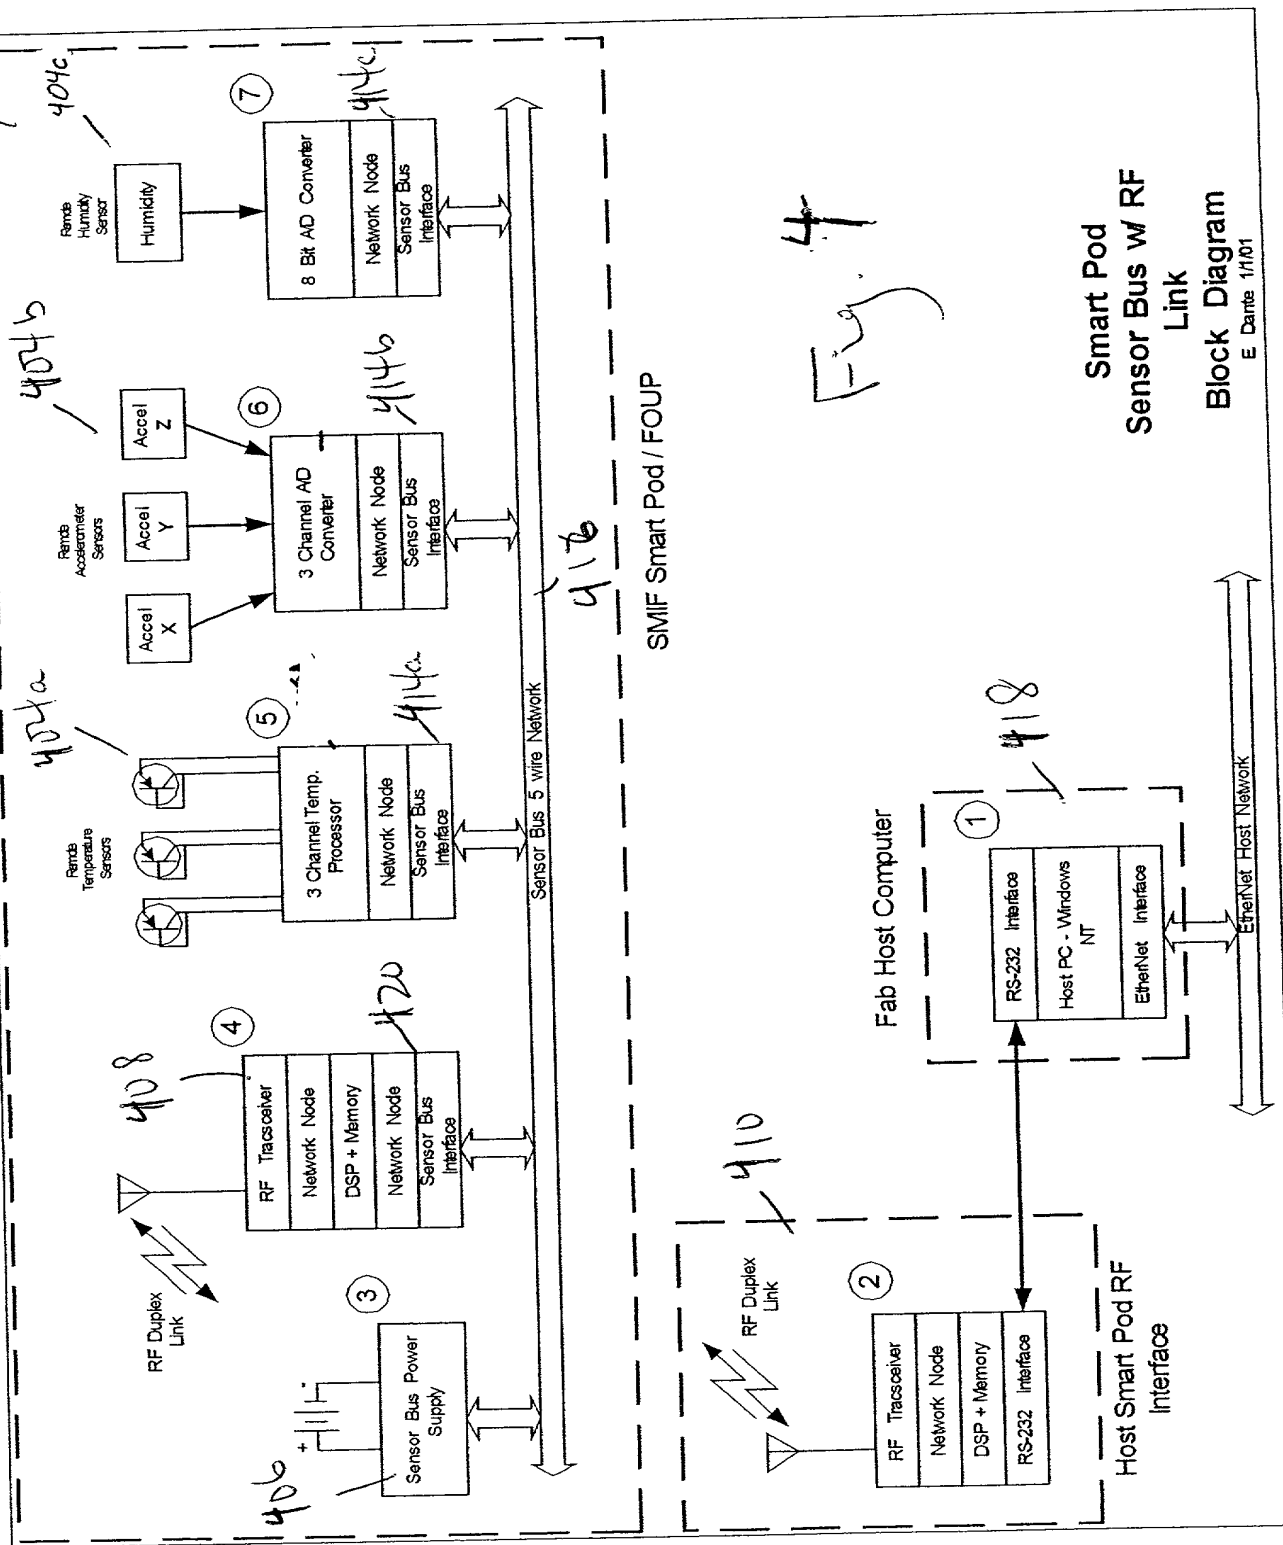 404a
404b
404c
Remote
Temperature
Sensors
Remote
Accelerometer
Sensors
Remote
Humidity
Sensor
Accel
X
Accel
Y
Accel
Z
Humidity
408
RF Duplex
Link
406
+
-
3
4
5
6
7
Sensor Bus Power
Supply
RF Tracsceiver
Network Node
DSP + Memory
Network Node
Sensor Bus
Interface
420
3 Channel Temp.
Processor
Network Node
Sensor Bus
Interface
414a
3 Channel A/D
Converter
Network Node
Sensor Bus
Interface
414b
8 Bit A/D Converter
Network Node
Sensor Bus
Interface
414c
Sensor Bus 5 wire Network
416
SMIF Smart Pod / FOUP
410
RF Duplex
Link
2
RF Tracsceiver
Network Node
DSP + Memory
RS-232 Interface
Host Smart Pod RF
Interface
Fab Host Computer
1
418
RS-232 Interface
Host PC - Windows
NT
EtherNet Interface
EtherNet Host Network
Fig. 4
Smart Pod
Sensor Bus w/ RF
Link
Block Diagram
E. Dante 1/1/01